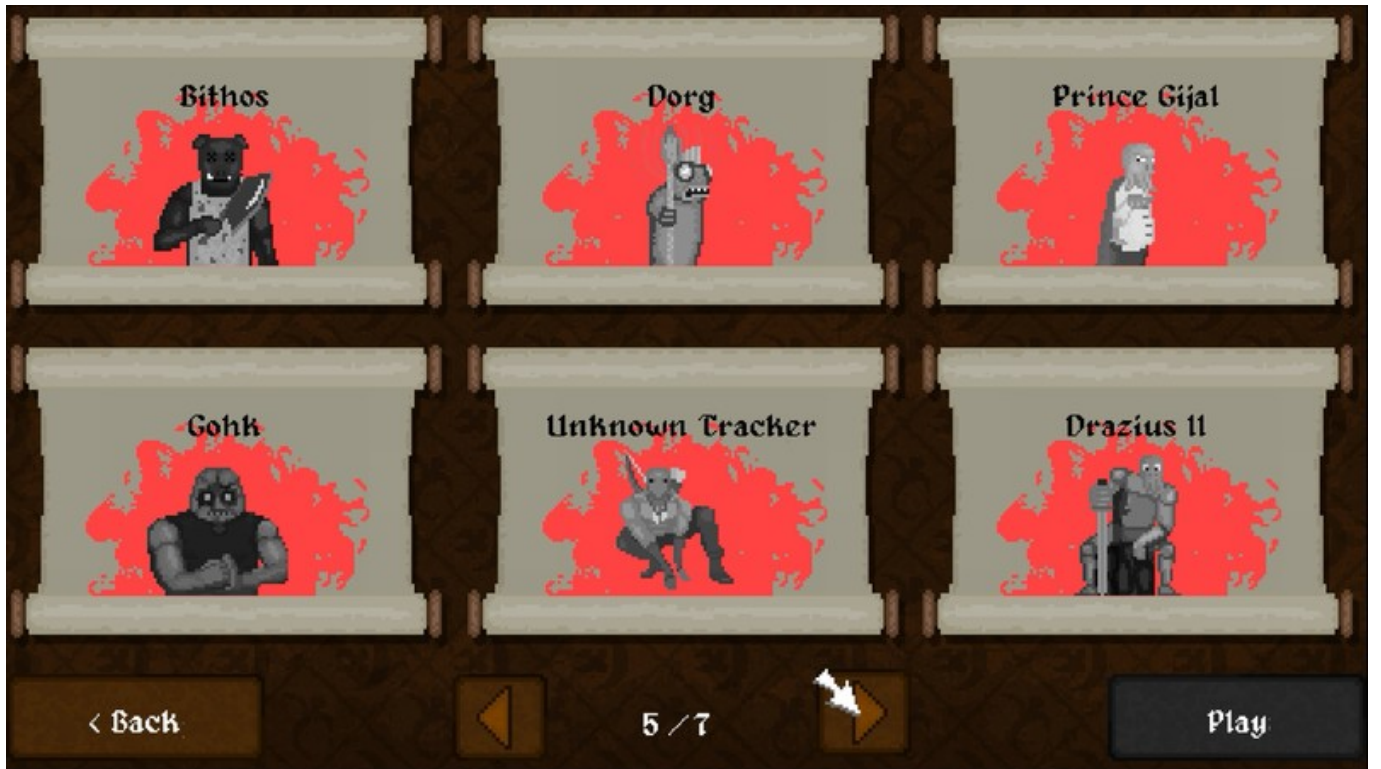 Bithos
Dorg
Prince Gijal
Gohk
Unknown Tracker
Drazius II
< Back
5 / 7
Play